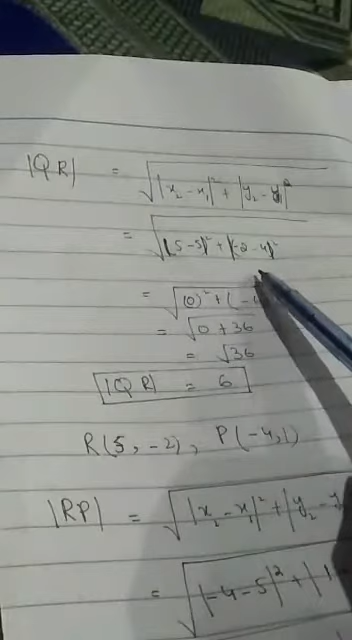 |QR| = √|x₂ - x₁|² + |y₂ - y₁|²
= √|5 - 5|² + |-2 - 4|²
= √(0)² + (-
= √0 + 36
= √36
|QR| = 6
R(5, -2), P(-4, 1)
|RP| = √|x₂ - x₁|² + |y₂ - y
= √|-4 - 5|² + |1